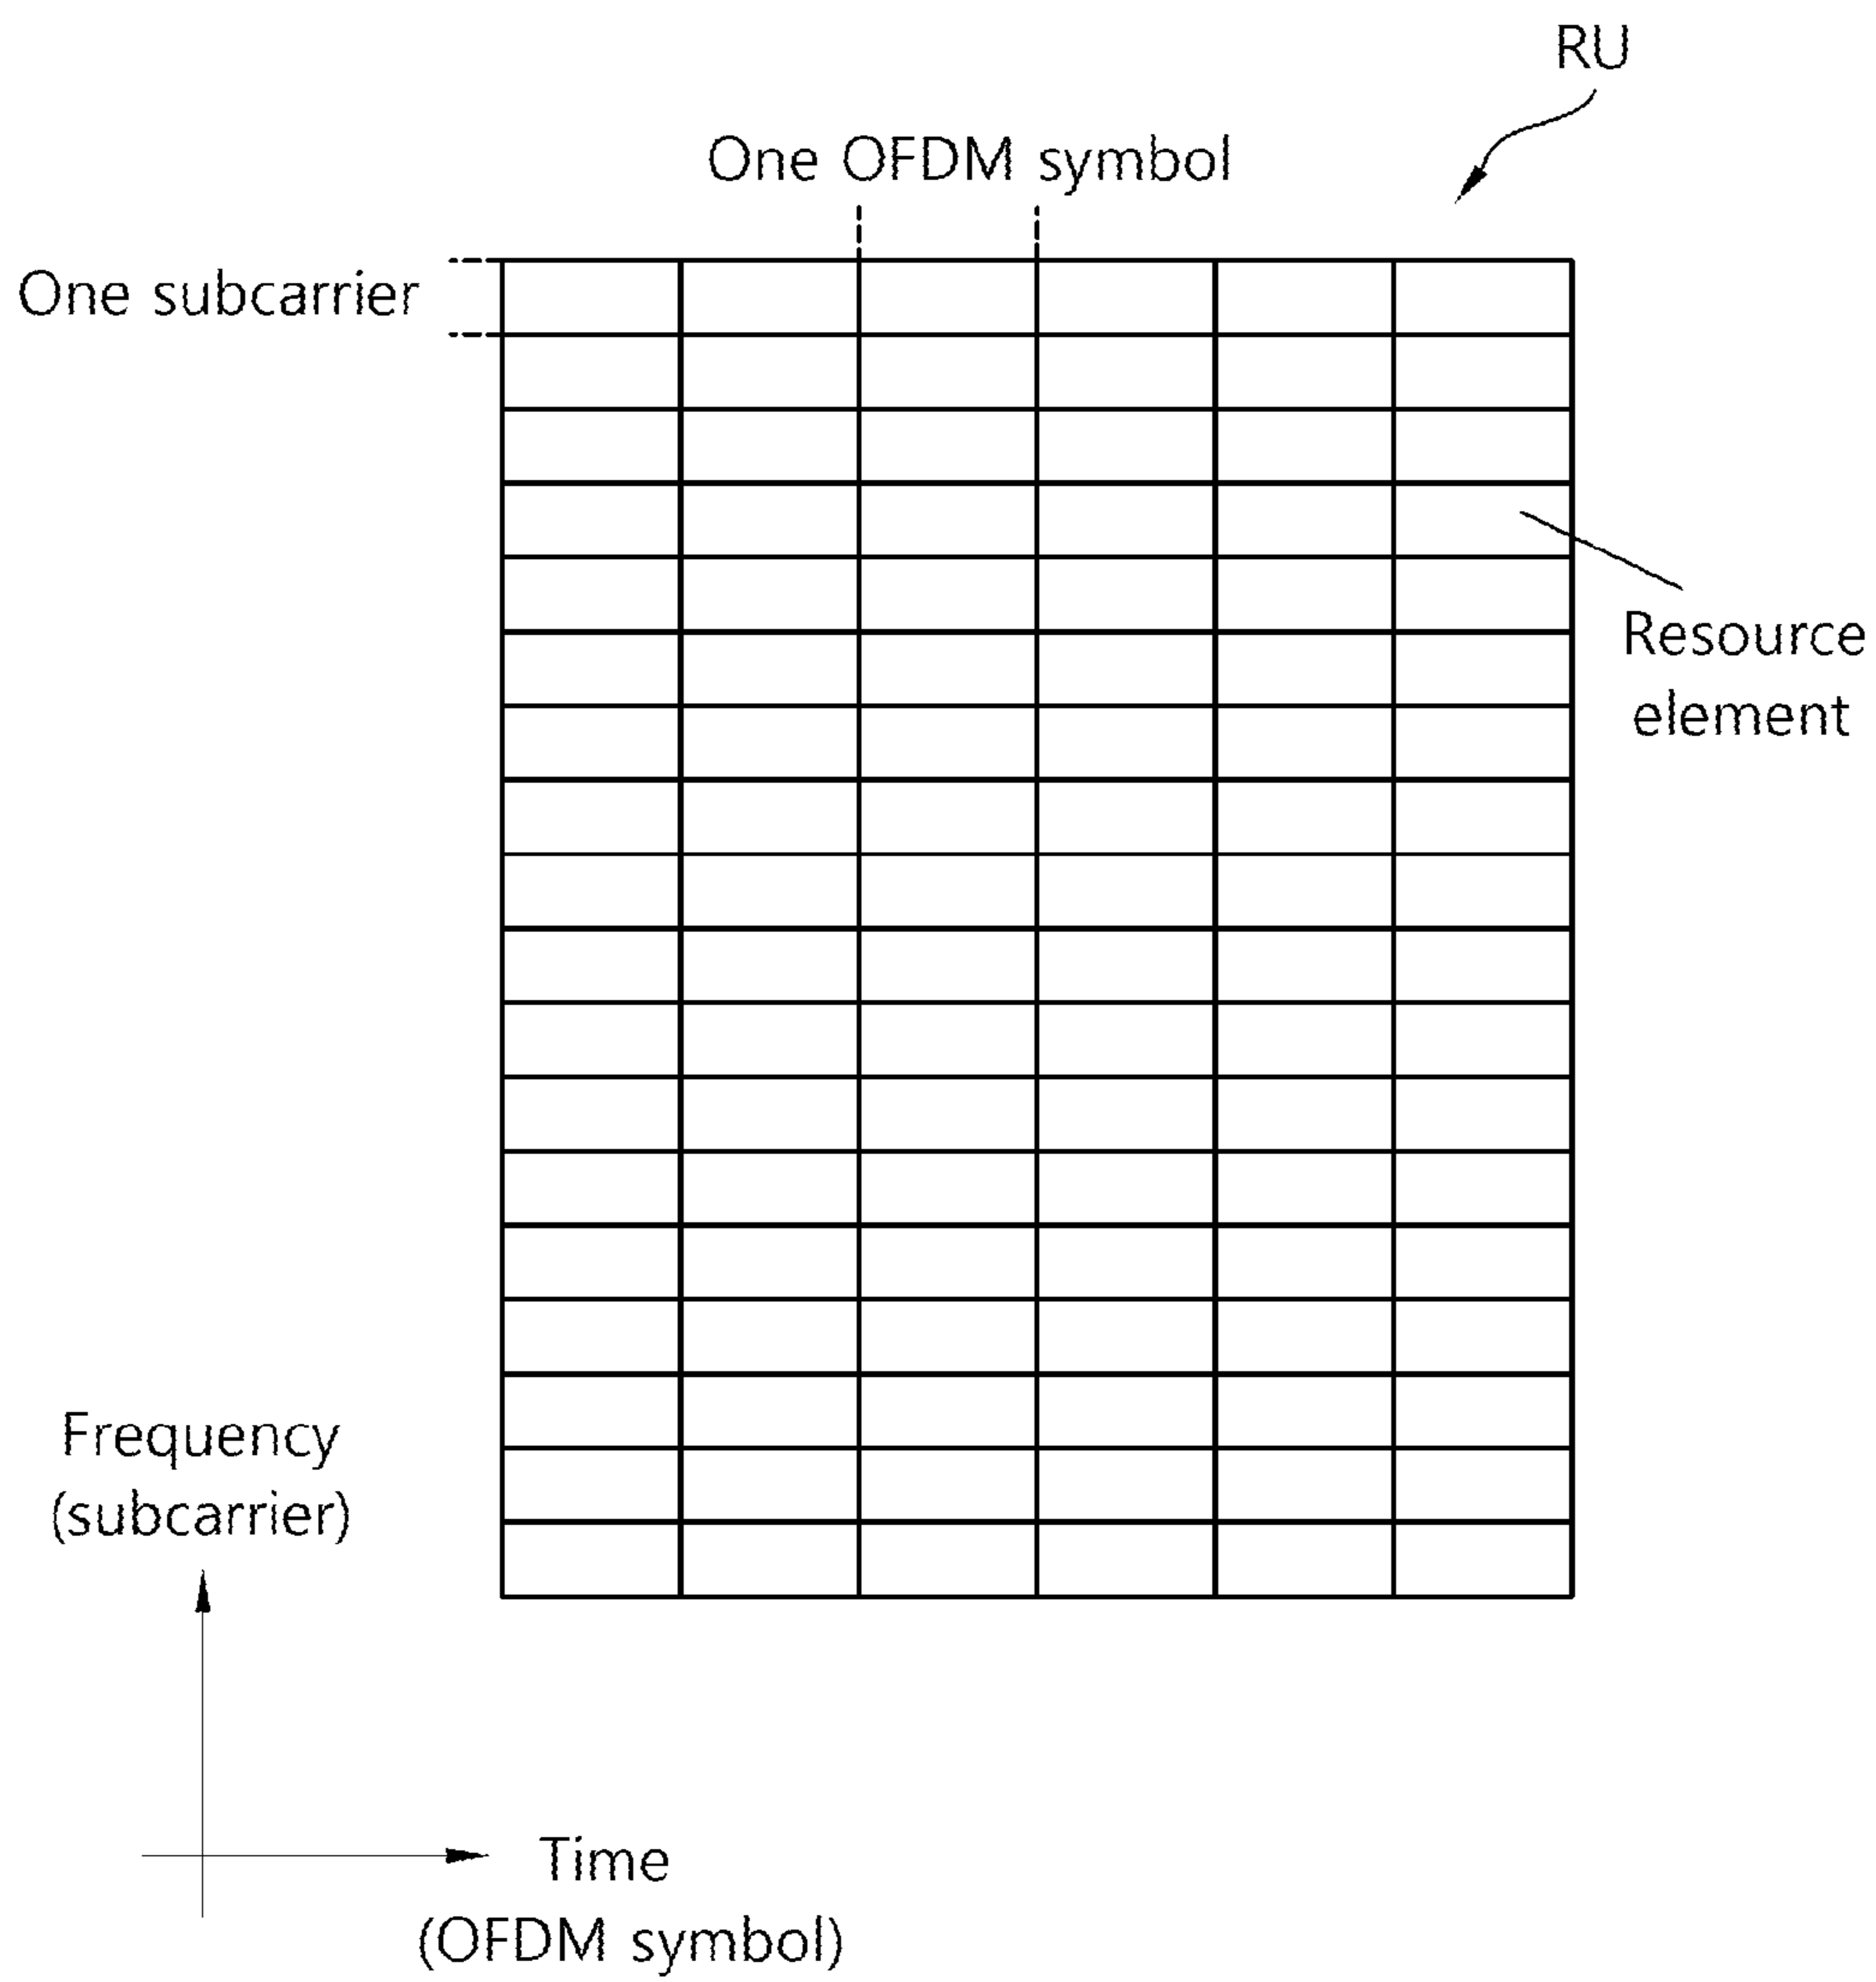 RU
One OFDM symbol
One subcarrier
Resource
element
Frequency
(subcarrier)
Time
(OFDM symbol)